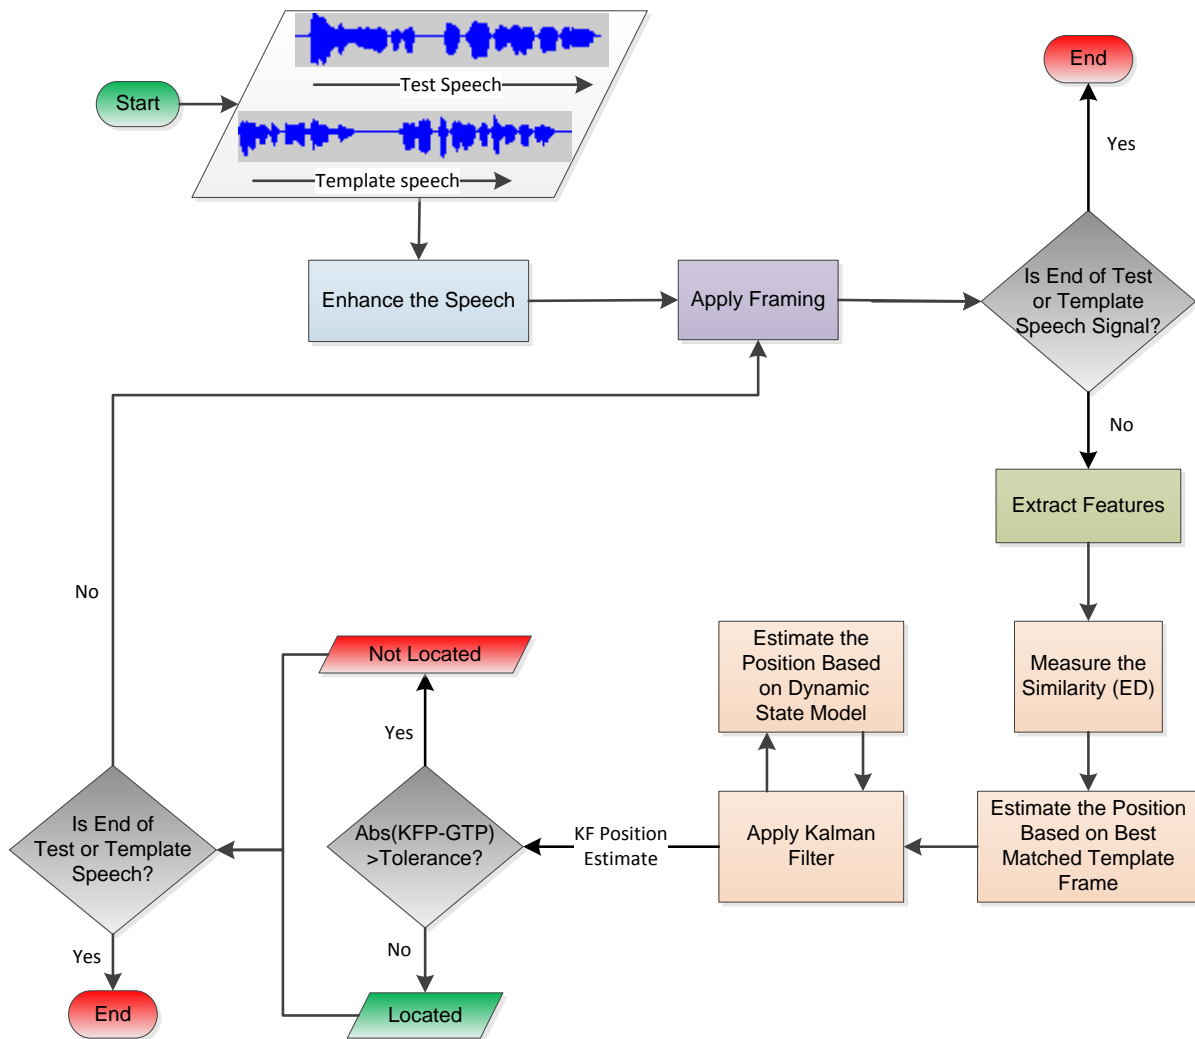 Start
Test Speech
Template speech
End
Yes
Enhance the Speech
Apply Framing
Is End of Test
or Template
Speech Signal?
No
Extract Features
Measure the
Similarity (ED)
Estimate the Position
Based on Best
Matched Template
Frame
Estimate the
Position Based
on Dynamic
State Model
Apply Kalman
Filter
KF Position
Estimate
Abs(KFP-GTP)
>Tolerance?
Yes
Not Located
No
Located
Is End of
Test or Template
Speech?
No
Yes
End